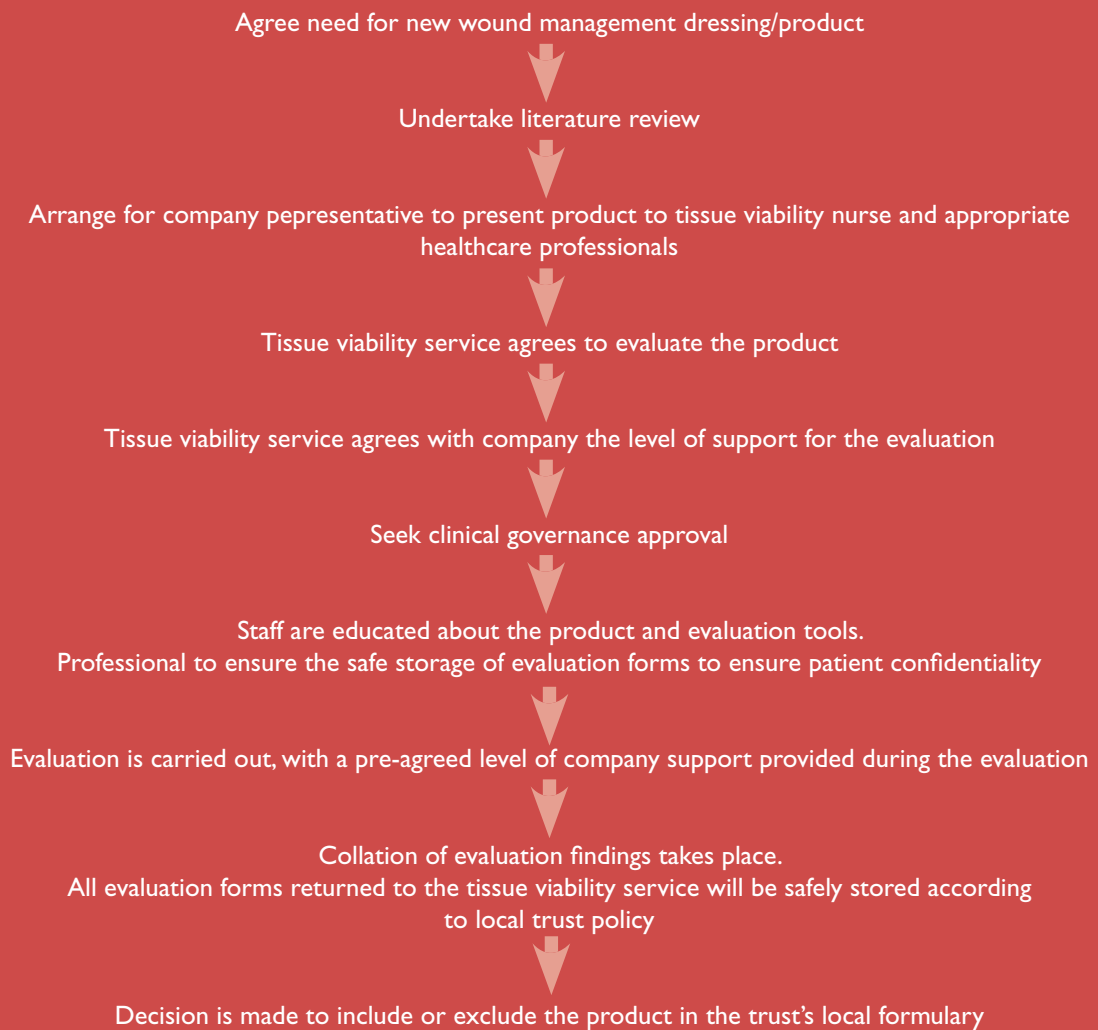 Agree need for new wound management dressing/product
Undertake literature review
Arrange for company pepresentative to present product to tissue viability nurse and appropriate
healthcare professionals
Tissue viability service agrees to evaluate the product
Tissue viability service agrees with company the level of support for the evaluation
Seek clinical governance approval
Staff are educated about the product and evaluation tools.
Professional to ensure the safe storage of evaluation forms to ensure patient confidentiality
Evaluation is carried out, with a pre-agreed level of company support provided during the evaluation
Collation of evaluation findings takes place.
All evaluation forms returned to the tissue viability service will be safely stored according
to local trust policy
Decision is made to include or exclude the product in the trust’s local formulary